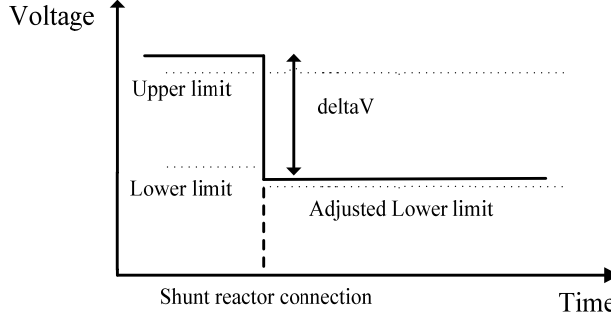 Voltage
Upper limit
deltaV
Lower limit
Adjusted Lower limit
Shunt reactor connection
Time